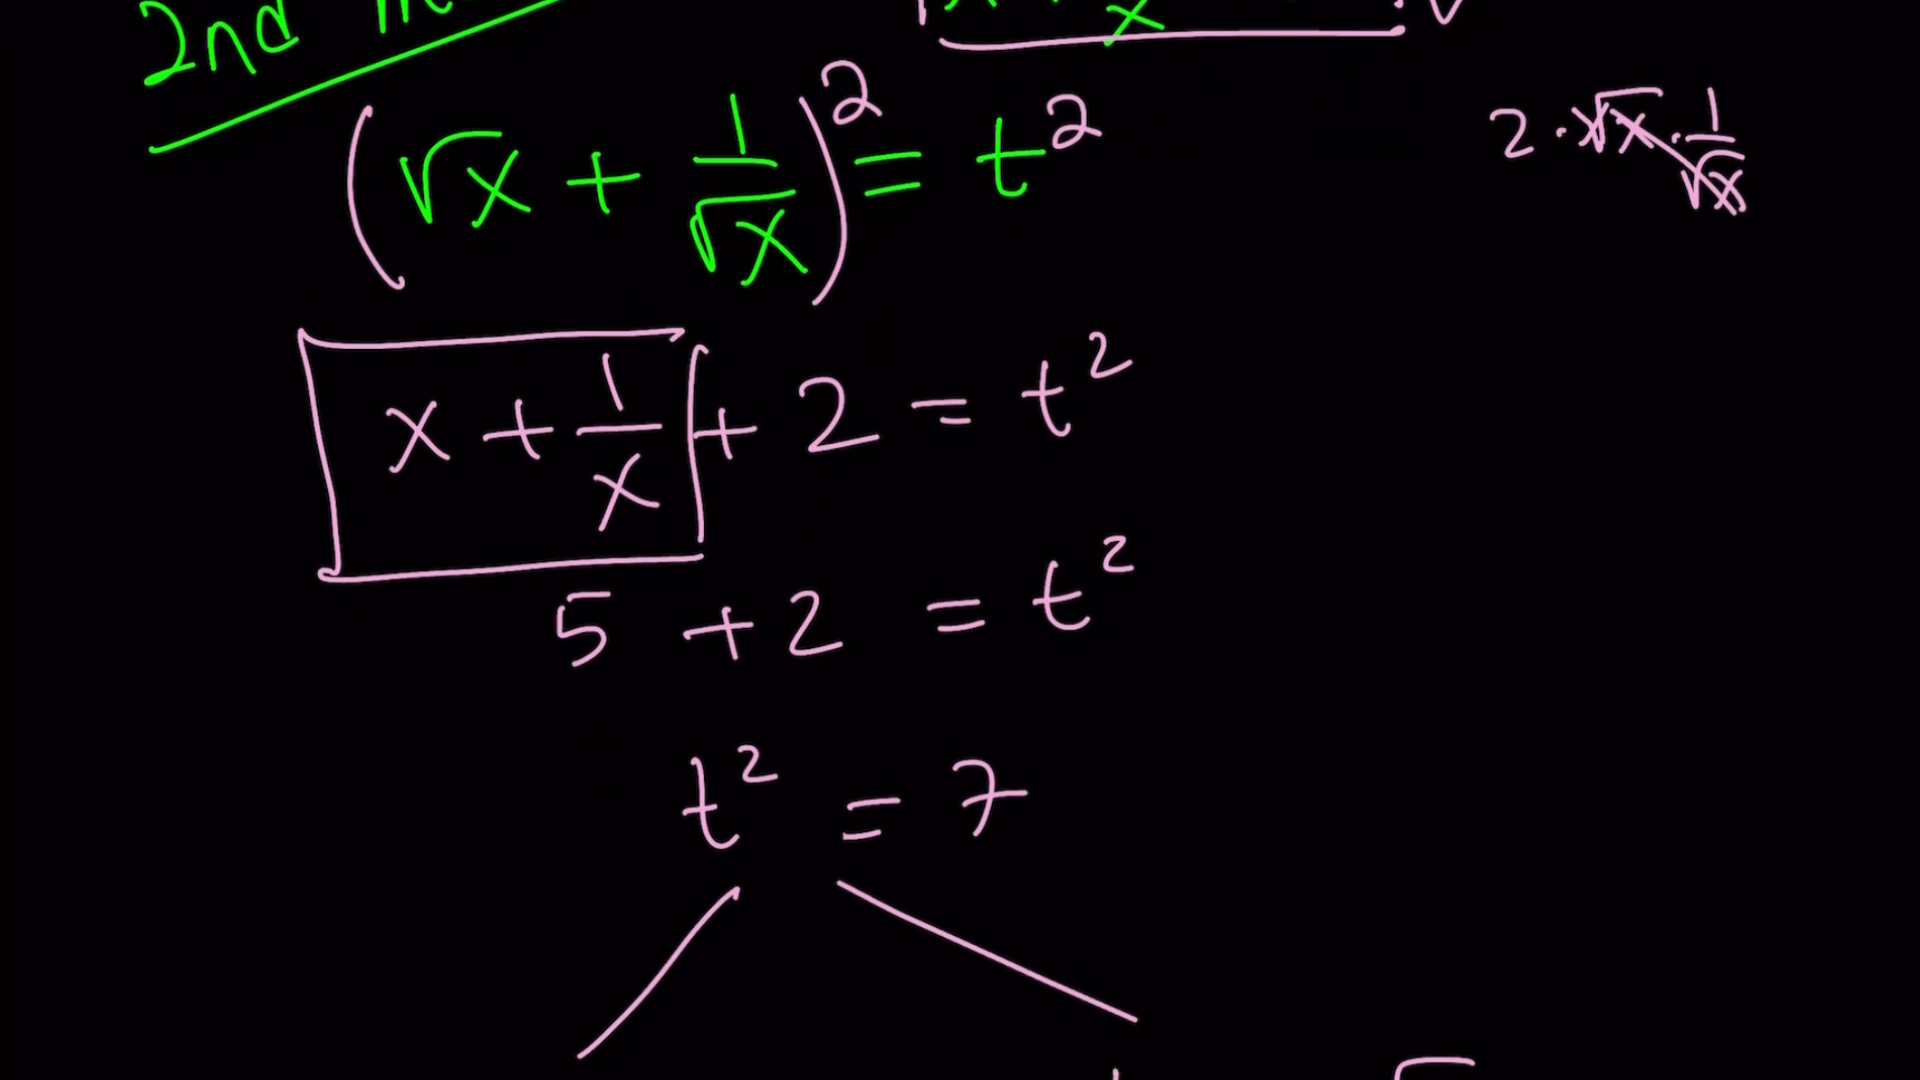 2nd
x
(√x + 1/√x)² = t²
2·√x·1/√x
x + 1/x + 2 = t²
5 + 2 = t²
t² = 7